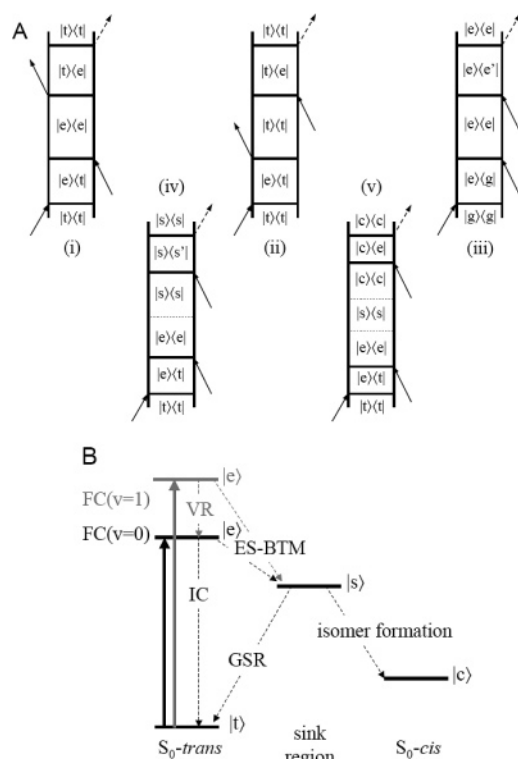 A
|t⟩⟨t|
|t⟩⟨e|
|e⟩⟨e|
|e⟩⟨t|
|t⟩⟨t|
(i)
|t⟩⟨t|
|t⟩⟨e|
|t⟩⟨t|
|e⟩⟨t|
|t⟩⟨t|
(ii)
|e⟩⟨e|
|e⟩⟨e'|
|e⟩⟨e|
|e⟩⟨g|
|g⟩⟨g|
(iii)
(iv)
|s⟩⟨s|
|s⟩⟨s'|
|s⟩⟨s|
|e⟩⟨e|
|e⟩⟨t|
|t⟩⟨t|
(v)
|c⟩⟨c|
|c⟩⟨e|
|c⟩⟨c|
|s⟩⟨s|
|e⟩⟨e|
|e⟩⟨t|
|t⟩⟨t|
B
|e⟩
FC(v=1)
VR
FC(v=0)
|e⟩
ES-BTM
|s⟩
IC
isomer formation
GSR
|c⟩
|t⟩
S₀-trans
sink
region
S₀-cis